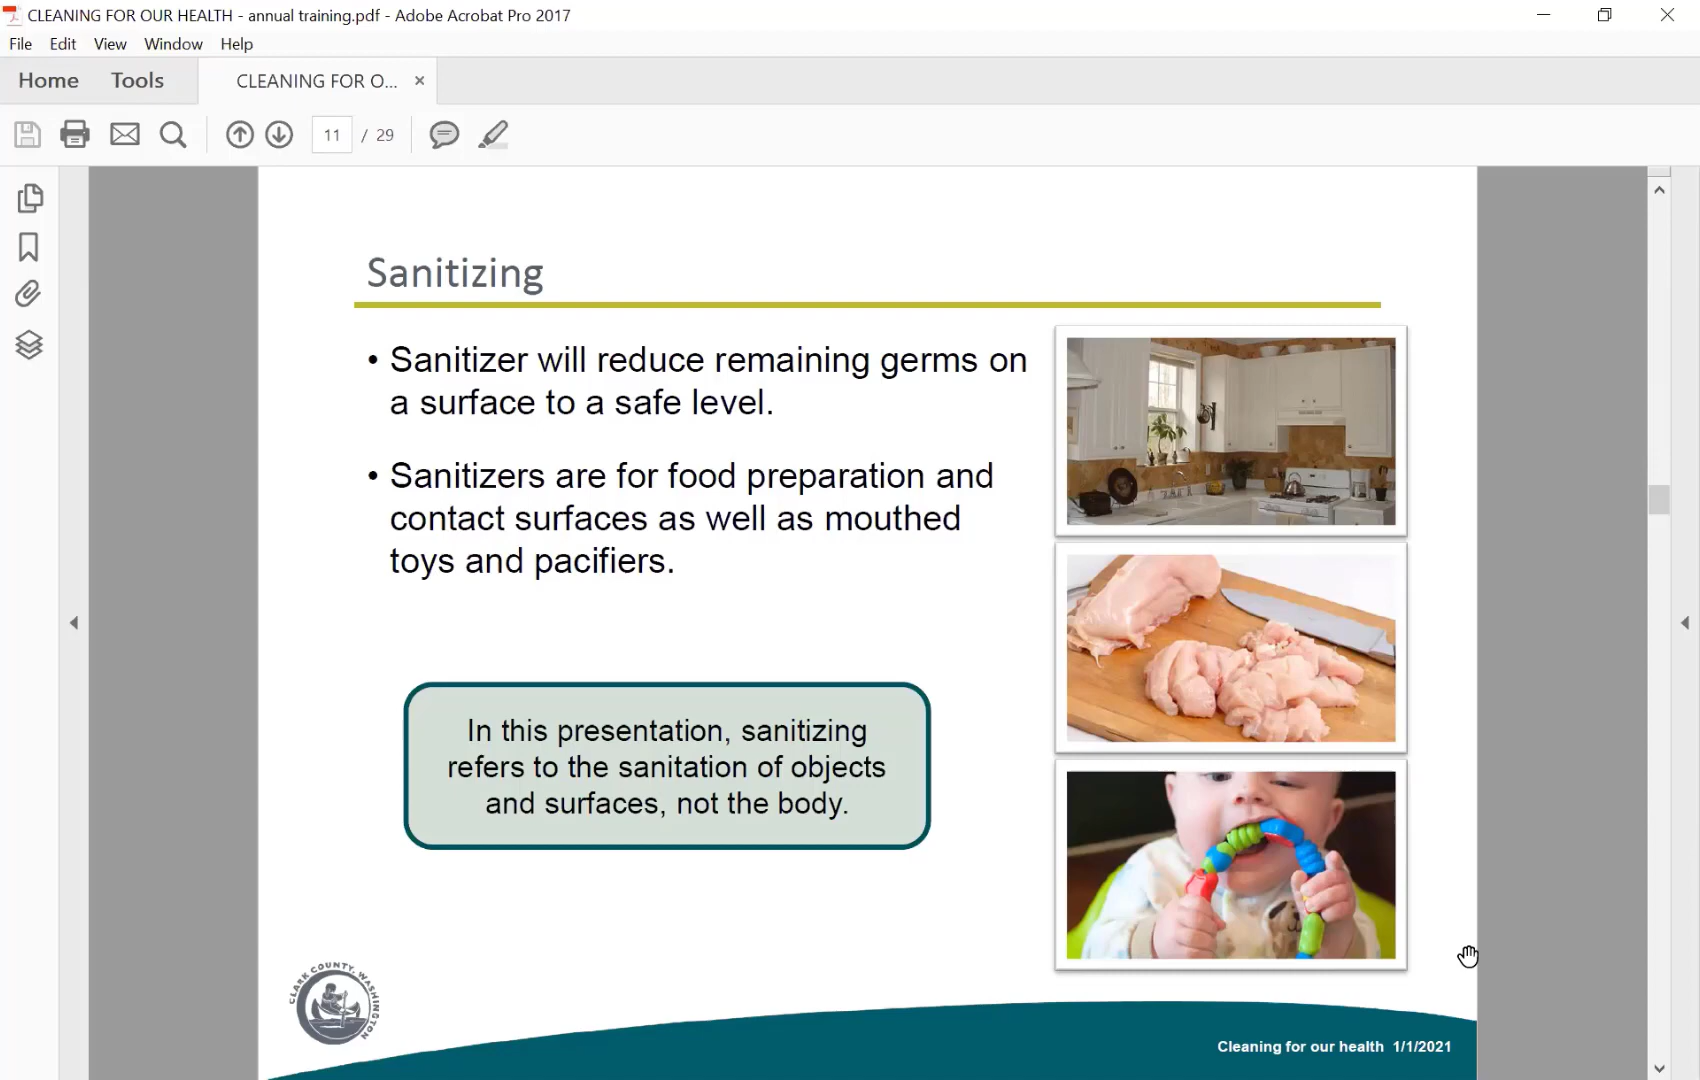 CLEANING FOR OUR HEALTH - annual training.pdf - Adobe Acrobat Pro 2017
File Edit View Window Help
Home Tools CLEANING FOR O... ×
11 / 29
Sanitizing
• Sanitizer will reduce remaining germs on
a surface to a safe level.
• Sanitizers are for food preparation and
contact surfaces as well as mouthed
toys and pacifiers.
In this presentation, sanitizing
refers to the sanitation of objects
and surfaces, not the body.
CLARK COUNTY, WASHINGTON
Cleaning for our health 1/1/2021